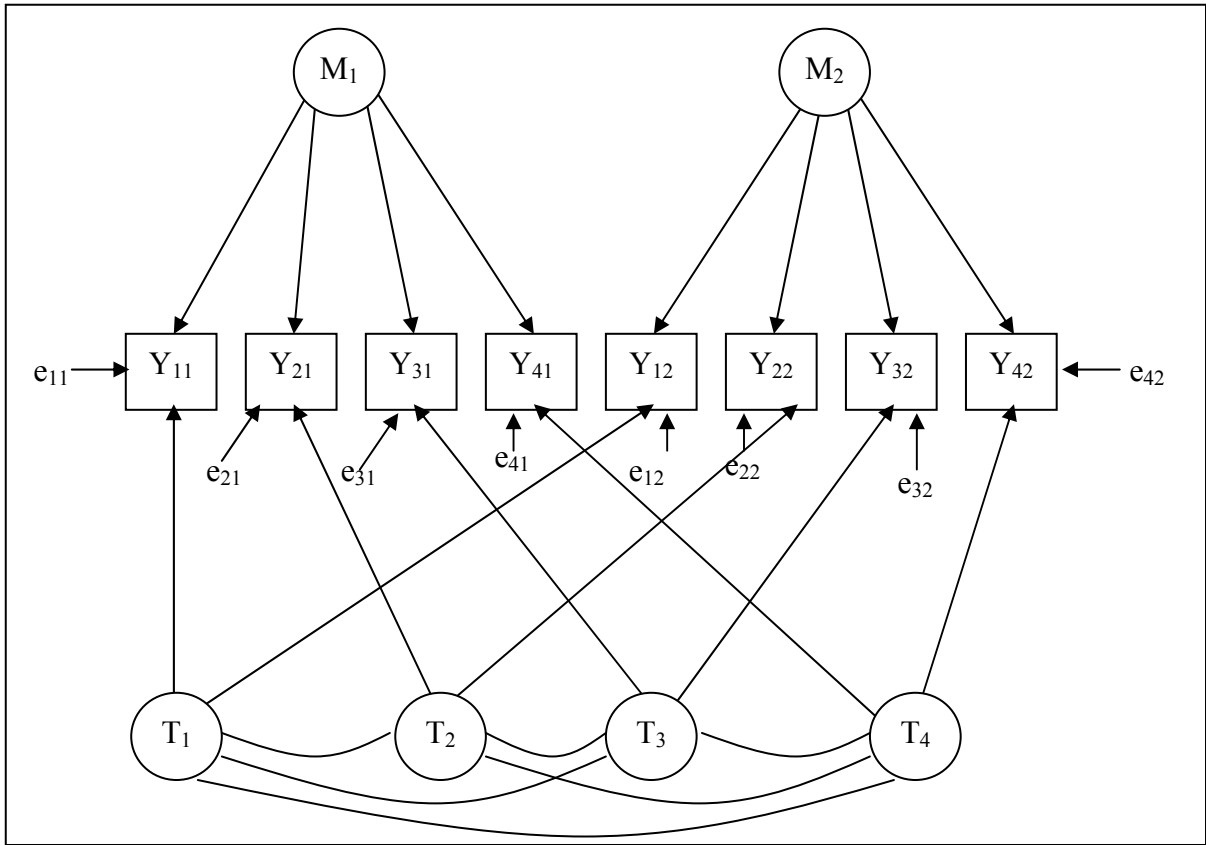 M₁ M₂
Y₁₁ Y₂₁ Y₃₁ Y₄₁ Y₁₂ Y₂₂ Y₃₂ Y₄₂
e₁₁ e₄₂
e₂₁ e₃₁ e₄₁ e₁₂ e₂₂ e₃₂
T₁ T₂ T₃ T₄